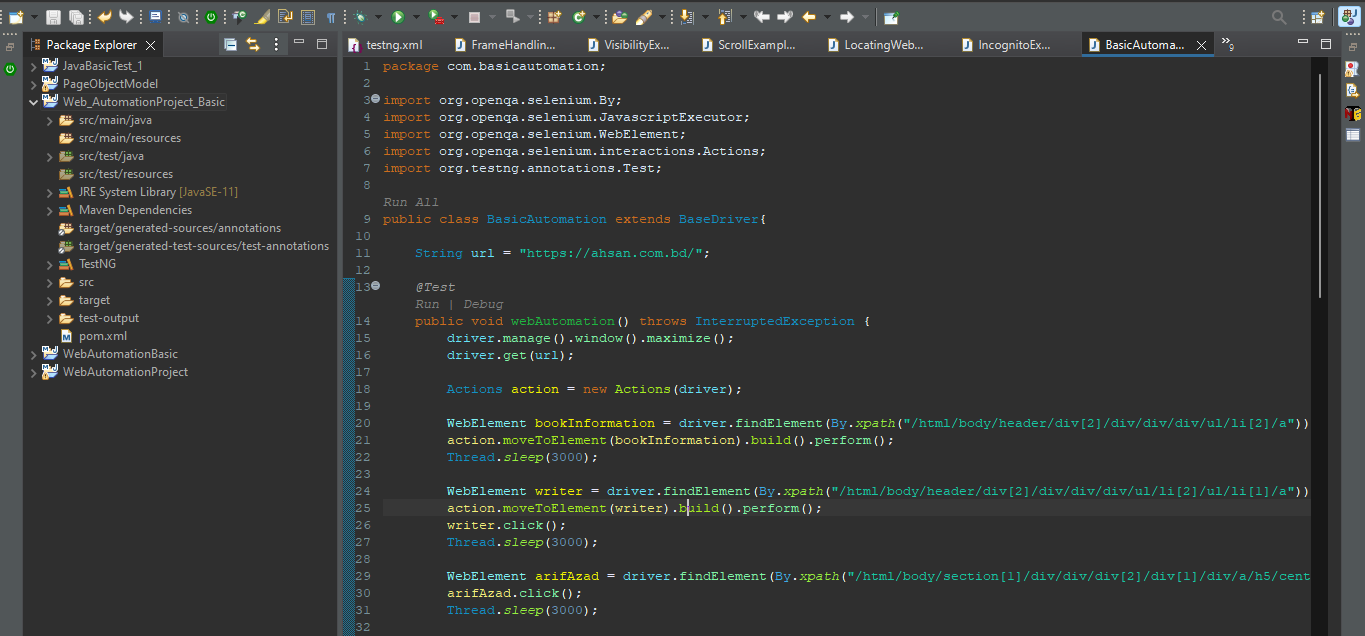 Package Explorer
JavaBasicTest_1
PageObjectModel
Web_AutomationProject_Basic
src/main/java
src/main/resources
src/test/java
src/test/resources
JRE System Library [JavaSE-11]
Maven Dependencies
target/generated-sources/annotations
target/generated-test-sources/test-annotations
TestNG
src
target
test-output
pom.xml
WebAutomationBasic
WebAutomationProject
testng.xml FrameHandlin... VisibilityEx... ScrollExampl... LocatingWeb... IncognitoEx... BasicAutoma... 9
1 package com.basicautomation;
2
3 import org.openqa.selenium.By;
4 import org.openqa.selenium.JavascriptExecutor;
5 import org.openqa.selenium.WebElement;
6 import org.openqa.selenium.interactions.Actions;
7 import org.testng.annotations.Test;
8
Run All
9 public class BasicAutomation extends BaseDriver{
10
11 String url = "https://ahsan.com.bd/";
12
13 @Test
Run | Debug
14 public void webAutomation() throws InterruptedException {
15 driver.manage().window().maximize();
16 driver.get(url);
17
18 Actions action = new Actions(driver);
19
20 WebElement bookInformation = driver.findElement(By.xpath("/html/body/header/div[2]/div/div/div/ul/li[2]/a"))
21 action.moveToElement(bookInformation).build().perform();
22 Thread.sleep(3000);
23
24 WebElement writer = driver.findElement(By.xpath("/html/body/header/div[2]/div/div/div/ul/li[2]/ul/li[1]/a"))
25 action.moveToElement(writer).build().perform();
26 writer.click();
27 Thread.sleep(3000);
28
29 WebElement arifAzad = driver.findElement(By.xpath("/html/body/section[1]/div/div/div[2]/div[1]/div/a/h5/cent
30 arifAzad.click();
31 Thread.sleep(3000);
32